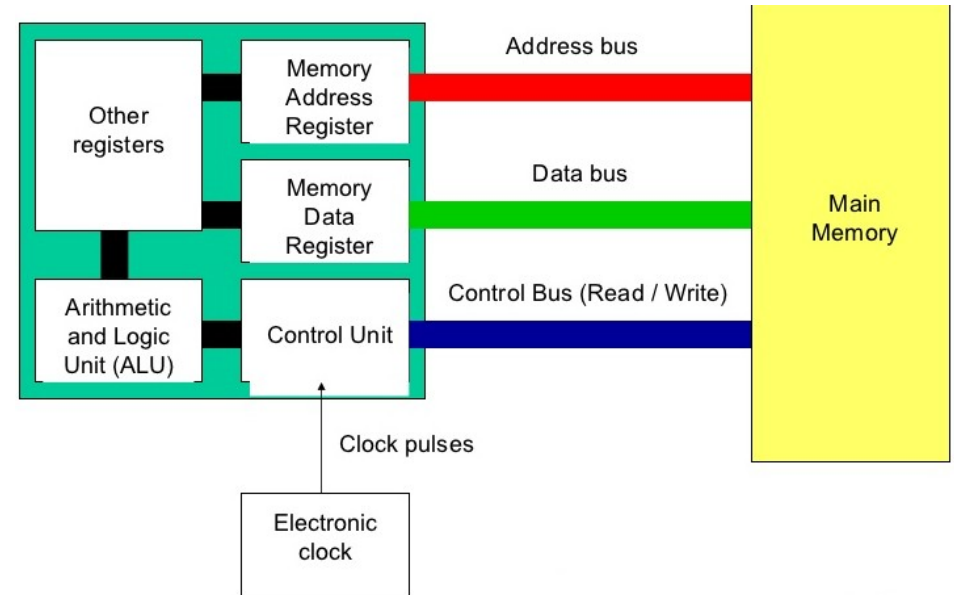 Address bus
Memory
Address
Register
Other
registers
Data bus
Memory
Data
Register
Main
Memory
Control Bus (Read / Write)
Arithmetic
and Logic
Unit (ALU)
Control Unit
Clock pulses
Electronic
clock